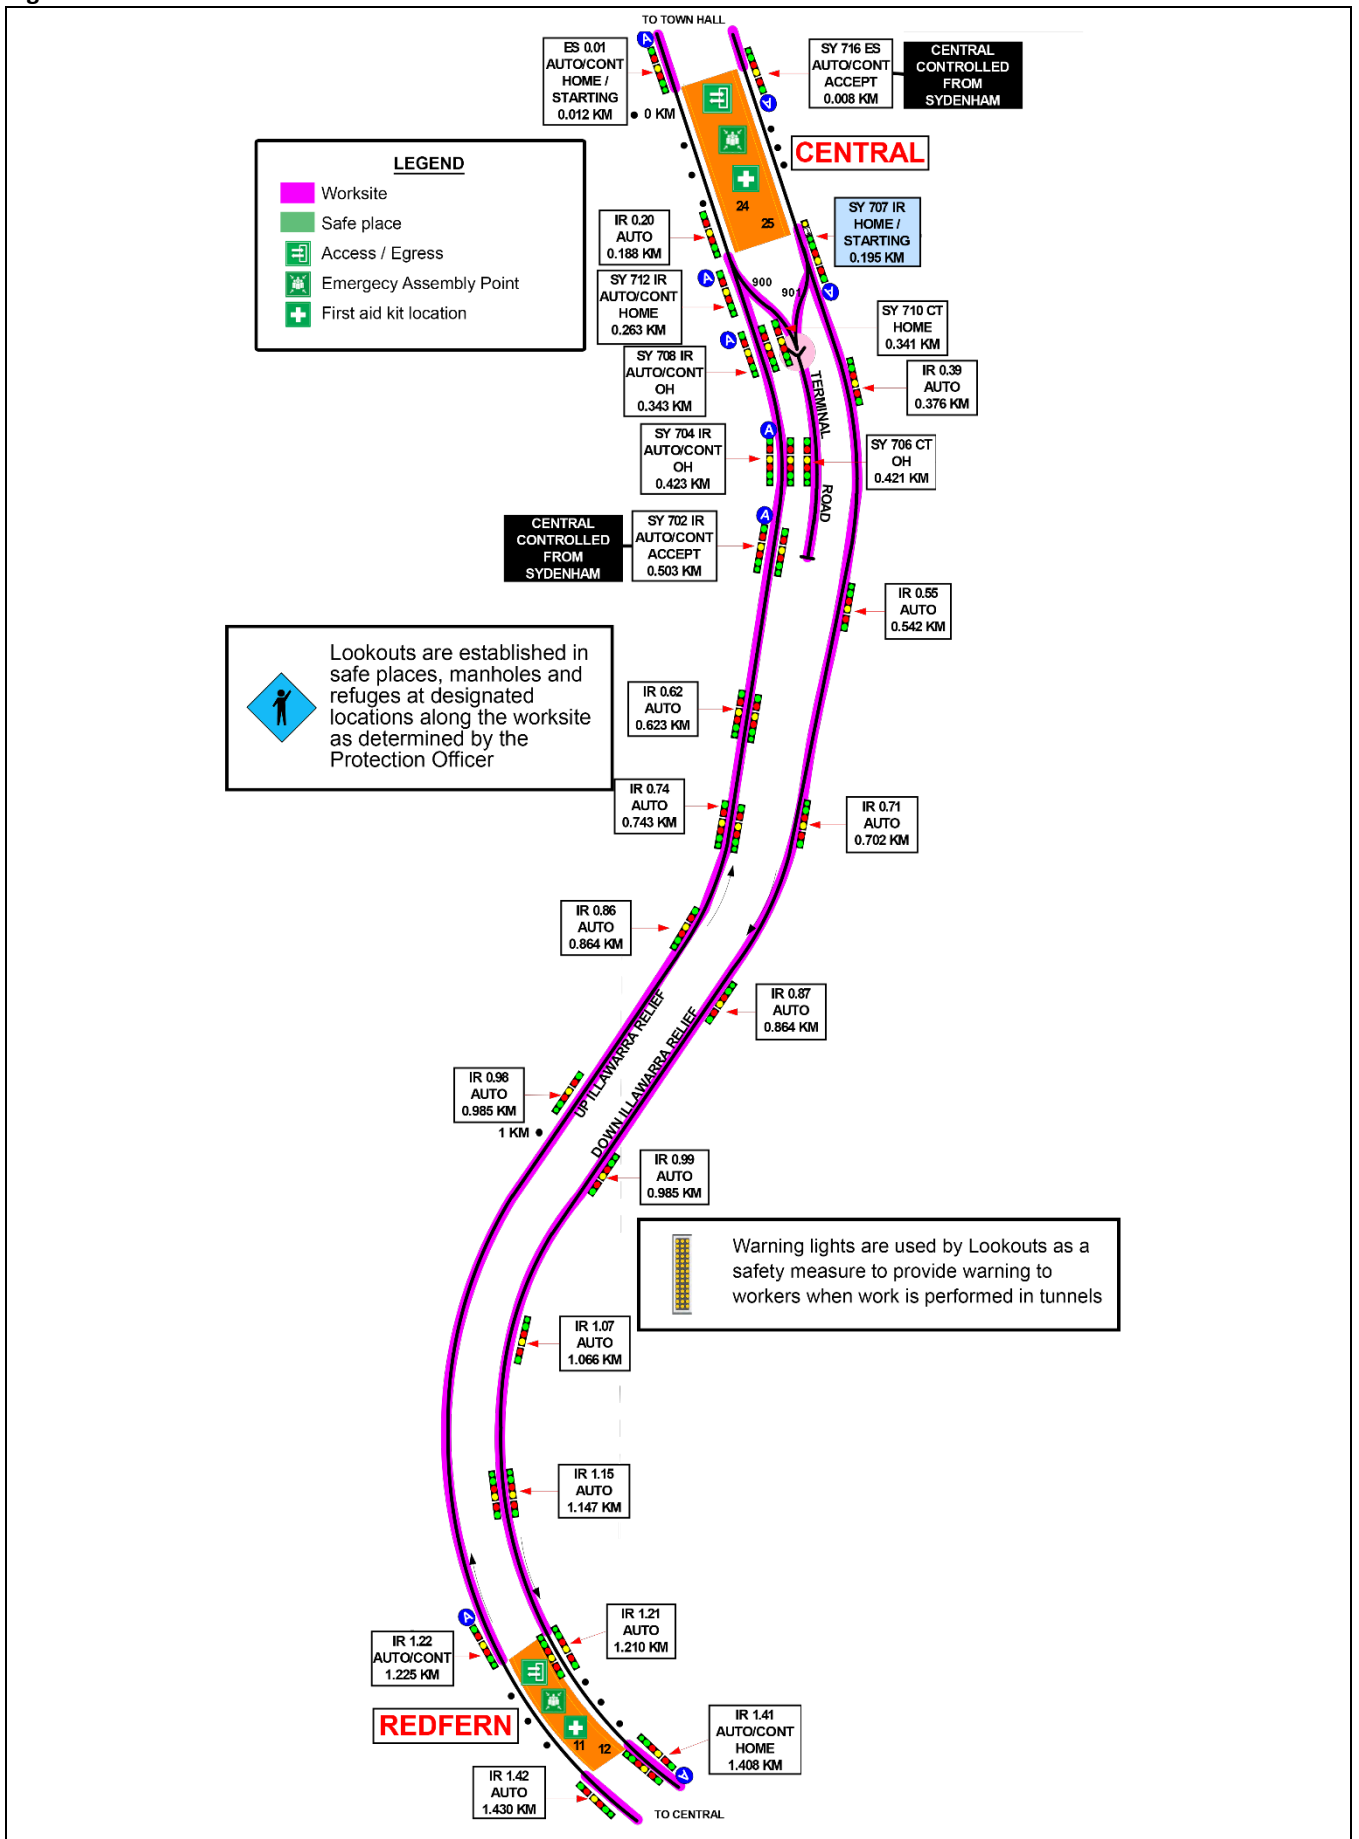 TO TOWN HALL
ES 0.01
AUTO/CONT
HOME /
STARTING
0.012 KM
0 KM
SY 716 ES
AUTO/CONT
ACCEPT
0.008 KM
CENTRAL
CONTROLLED
FROM
SYDENHAM
A
A
CENTRAL
LEGEND
Worksite
Safe place
Access / Egress
Emergecy Assembly Point
First aid kit location
24
25
IR 0.20
AUTO
0.188 KM
SY 707 IR
HOME /
STARTING
0.195 KM
SY 712 IR
AUTO/CONT
HOME
0.263 KM
A
900
901
A
SY 710 CT
HOME
0.341 KM
SY 708 IR
AUTO/CONT
OH
0.343 KM
A
IR 0.39
AUTO
0.376 KM
TERMINAL
ROAD
SY 704 IR
AUTO/CONT
OH
0.423 KM
A
SY 706 CT
OH
0.421 KM
CENTRAL
CONTROLLED
FROM
SYDENHAM
SY 702 IR
AUTO/CONT
ACCEPT
0.503 KM
A
IR 0.55
AUTO
0.542 KM
Lookouts are established in
safe places, manholes and
refuges at designated
locations along the worksite
as determined by the
Protection Officer
IR 0.62
AUTO
0.623 KM
IR 0.74
AUTO
0.743 KM
IR 0.71
AUTO
0.702 KM
IR 0.86
AUTO
0.864 KM
IR 0.87
AUTO
0.864 KM
UP ILLAWARRA RELIEF
DOWN ILLAWARRA RELIEF
IR 0.98
AUTO
0.985 KM
1 KM
IR 0.99
AUTO
0.985 KM
Warning lights are used by Lookouts as a
safety measure to provide warning to
workers when work is performed in tunnels
IR 1.07
AUTO
1.066 KM
IR 1.15
AUTO
1.147 KM
IR 1.21
AUTO
1.210 KM
A
IR 1.22
AUTO/CONT
1.225 KM
REDFERN
11
12
IR 1.41
AUTO/CONT
HOME
1.408 KM
A
IR 1.42
AUTO
1.430 KM
TO CENTRAL